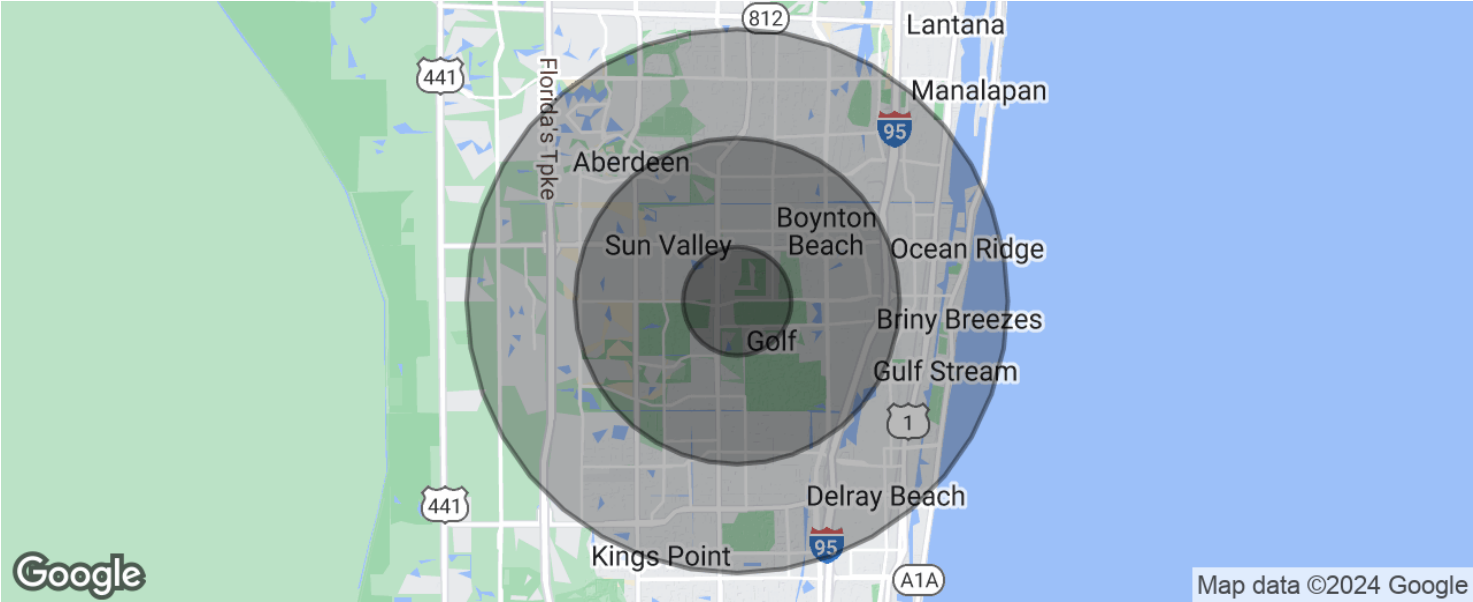 812
Lantana
441
Florida's Tpke
Manalapan
95
Aberdeen
Boynton
Beach
Sun Valley
Ocean Ridge
Briny Breezes
Golf
Gulf Stream
1
Delray Beach
441
95
Kings Point
A1A
Google
Map data ©2024 Google